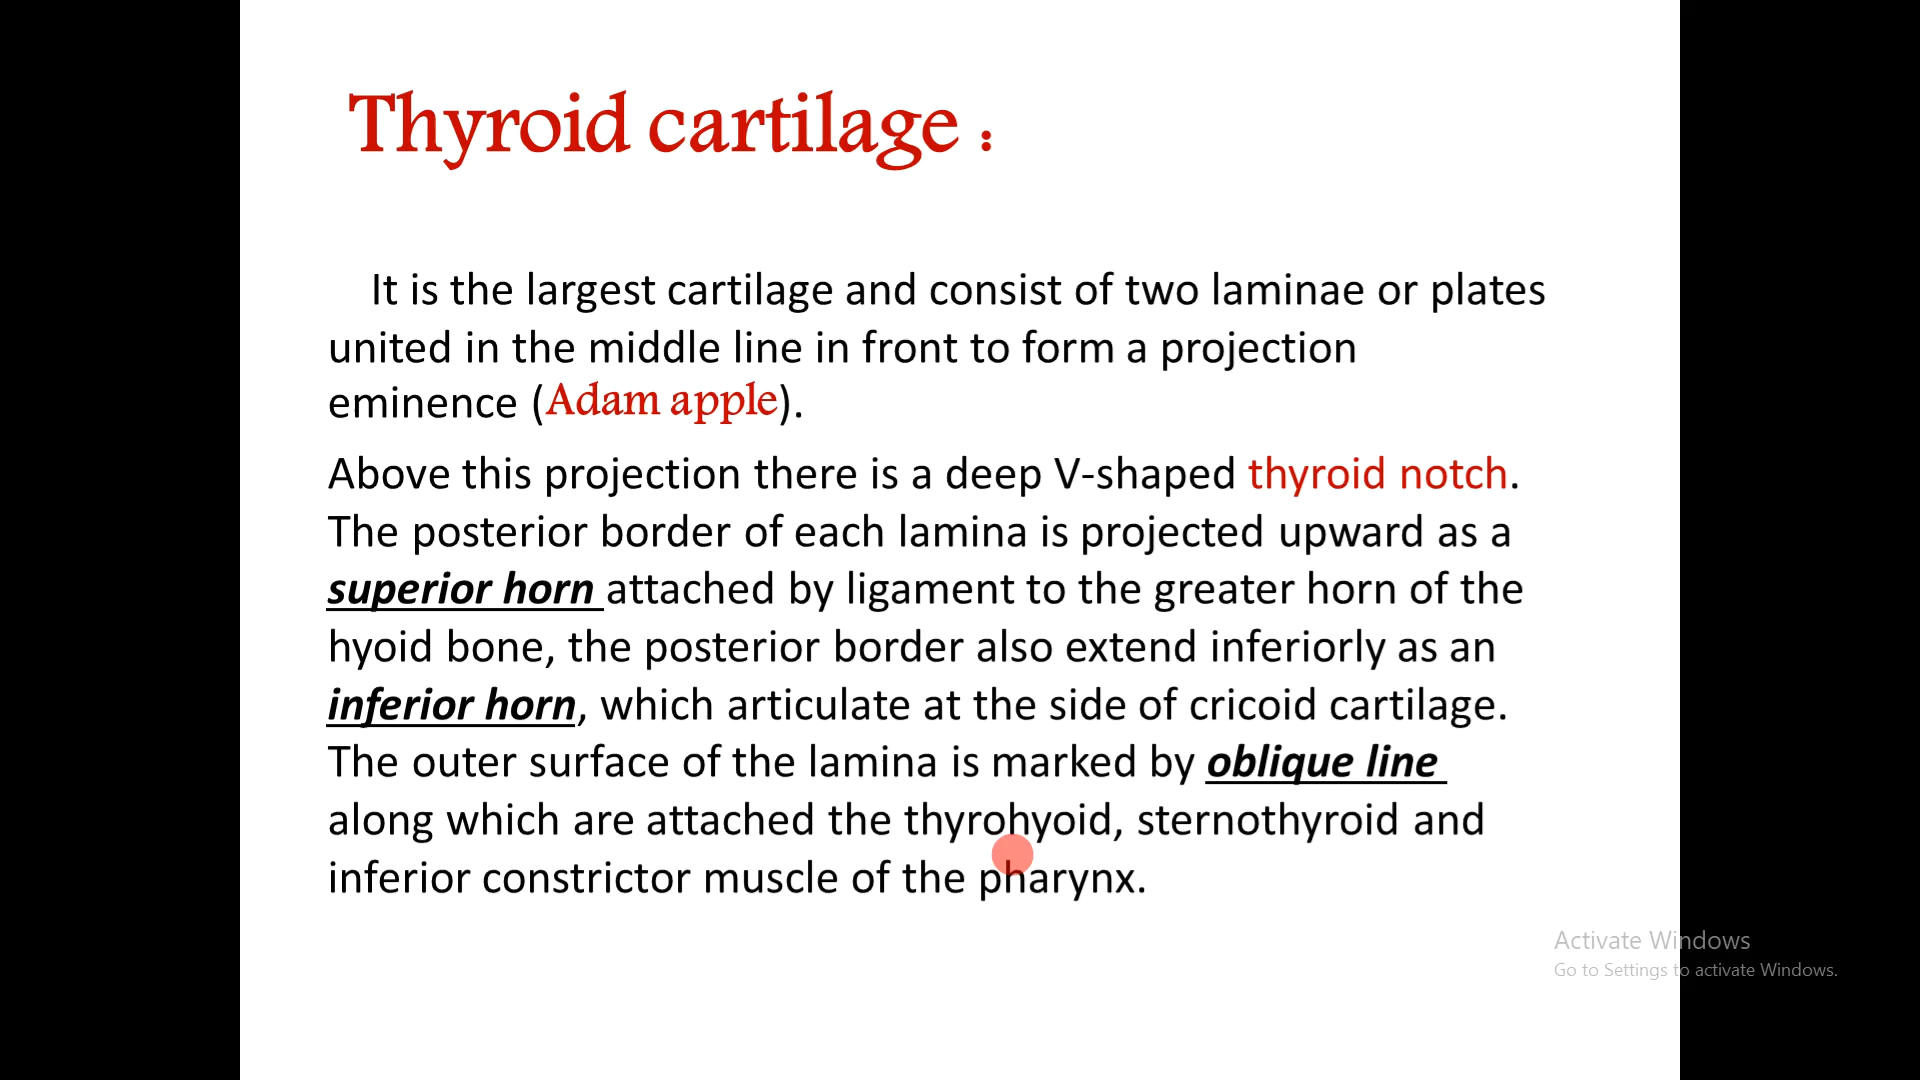 Thyroid cartilage :
It is the largest cartilage and consist of two laminae or plates
united in the middle line in front to form a projection
eminence (Adam apple).
Above this projection there is a deep V-shaped thyroid notch.
The posterior border of each lamina is projected upward as a
superior horn attached by ligament to the greater horn of the
hyoid bone, the posterior border also extend inferiorly as an
inferior horn, which articulate at the side of cricoid cartilage.
The outer surface of the lamina is marked by oblique line
along which are attached the thyrohyoid, sternothyroid and
inferior constrictor muscle of the pharynx.
Activate Windows
Go to Settings to activate Windows.